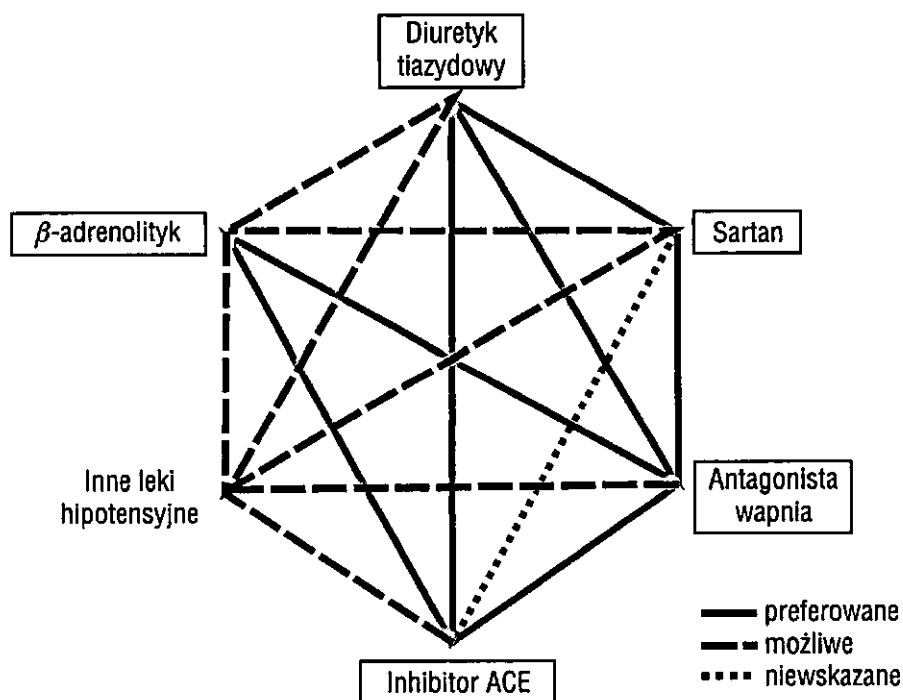 Diuretyk
tiazydowy
β-adrenolityk
Sartan
Inne leki
hipotensyjne
Antagonista
wapnia
Inhibitor ACE
preferowane
możliwe
niewskazane